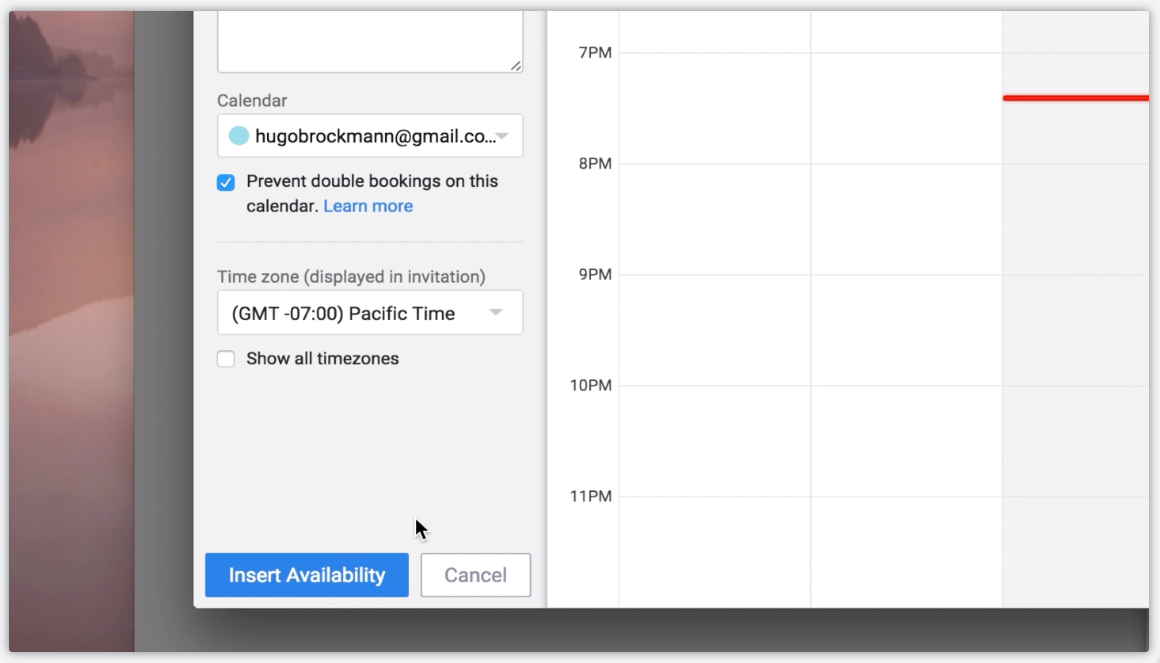 Calendar
hugobrockmann@gmail.co...
Prevent double bookings on this
calendar. Learn more
Time zone (displayed in invitation)
(GMT -07:00) Pacific Time
Show all timezones
Insert Availability
Cancel
7PM
8PM
9PM
10PM
11PM